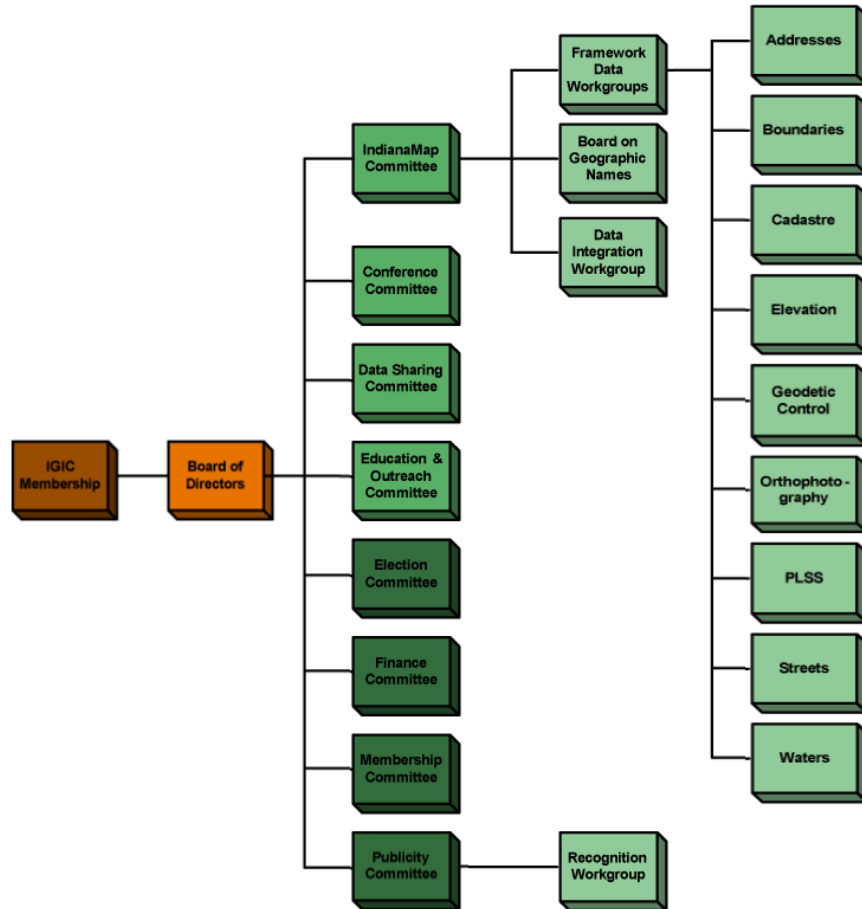 IGIC
Membership
Board of
Directors
IndianaMap
Committee
Conference
Committee
Data Sharing
Committee
Education &
Outreach
Committee
Election
Committee
Finance
Committee
Membership
Committee
Publicity
Committee
Framework
Data
Workgroups
Board on
Geographic
Names
Data
Integration
Workgroup
Recognition
Workgroup
Addresses
Boundaries
Cadastre
Elevation
Geodetic
Control
Orthophoto -
graphy
PLSS
Streets
Waters